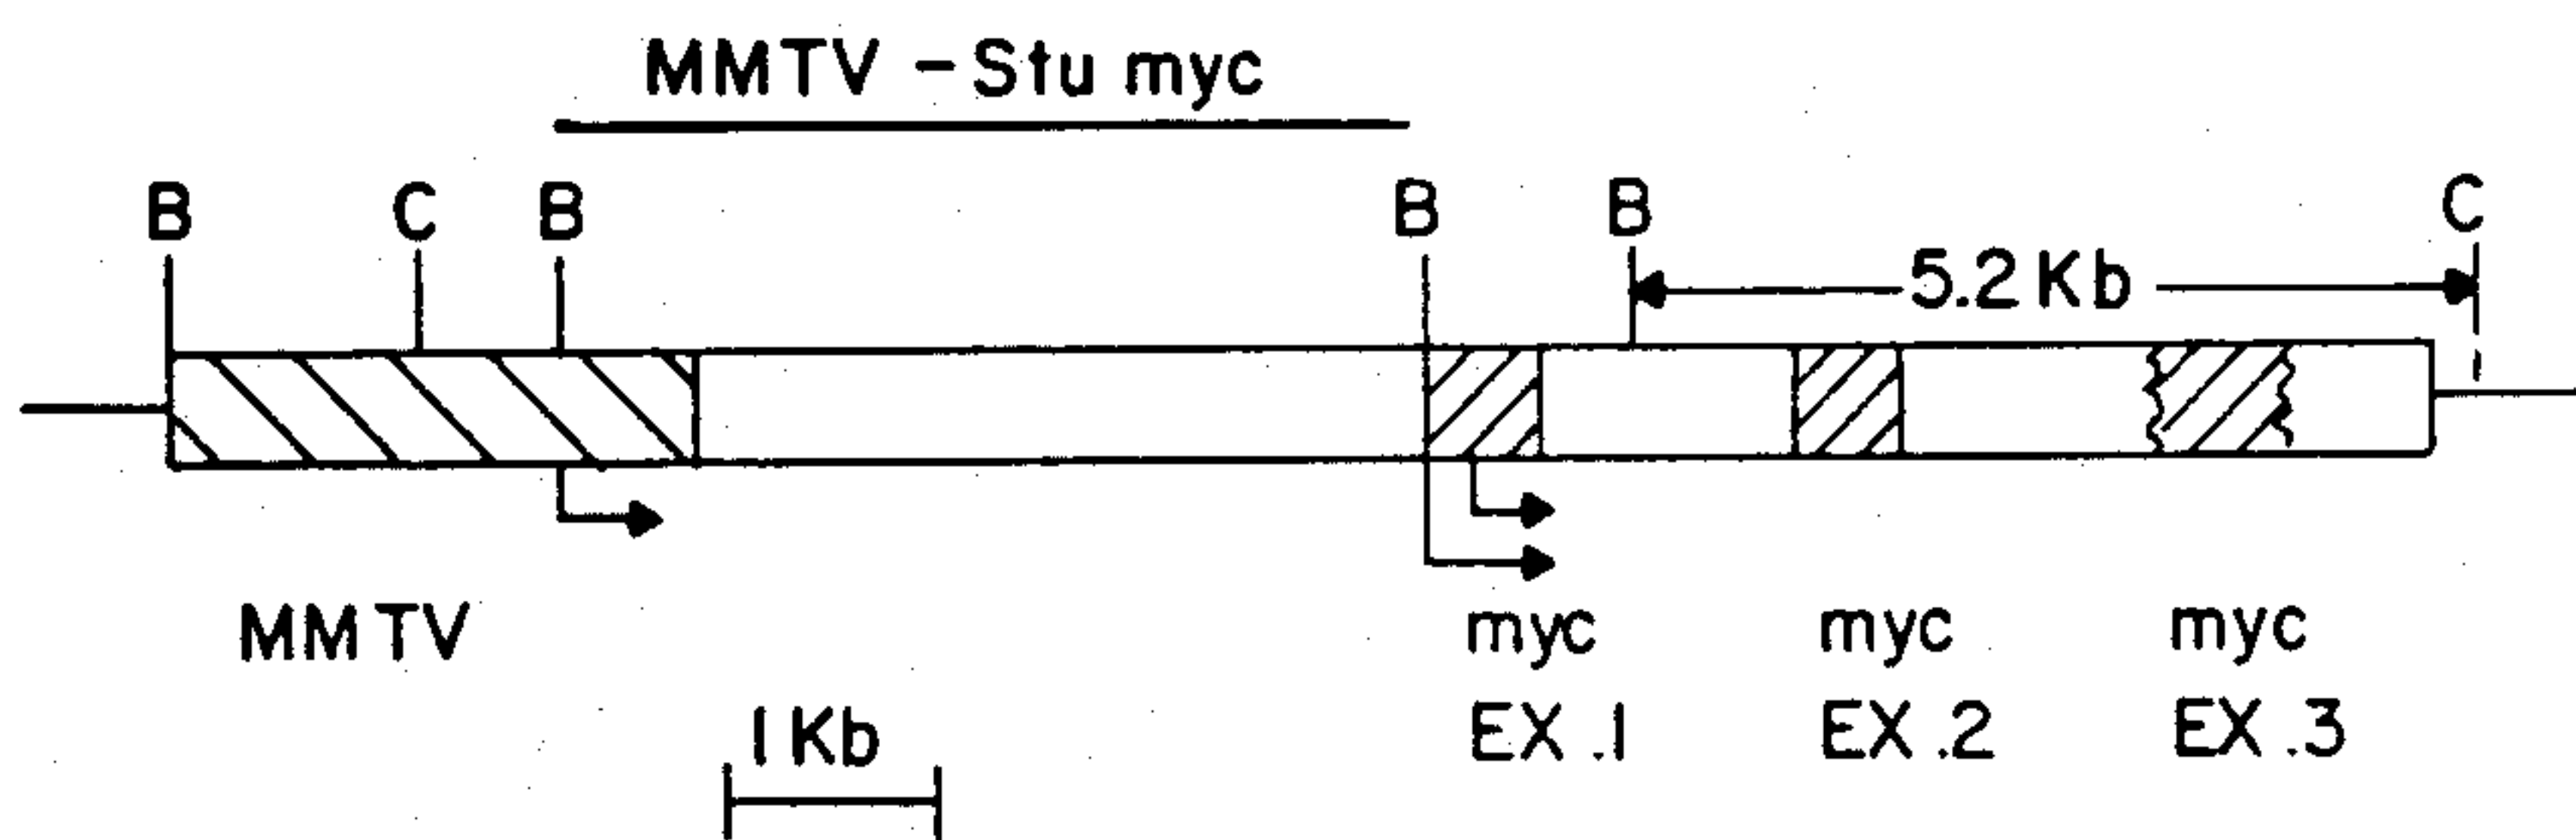 MMTV - Stu myc
B C B B B C
5.2 Kb
MMTV
myc myc myc
EX .1 EX .2 EX .3
1 Kb